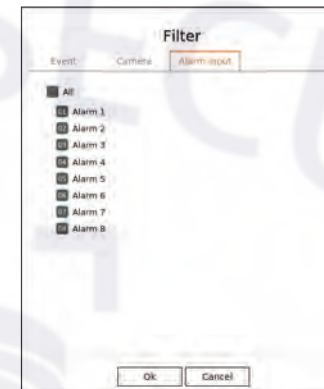 Filter
Event Camera Alarm input
All
01 Alarm 1
02 Alarm 2
03 Alarm 3
04 Alarm 4
05 Alarm 5
06 Alarm 6
07 Alarm 7
08 Alarm 8
Ok Cancel